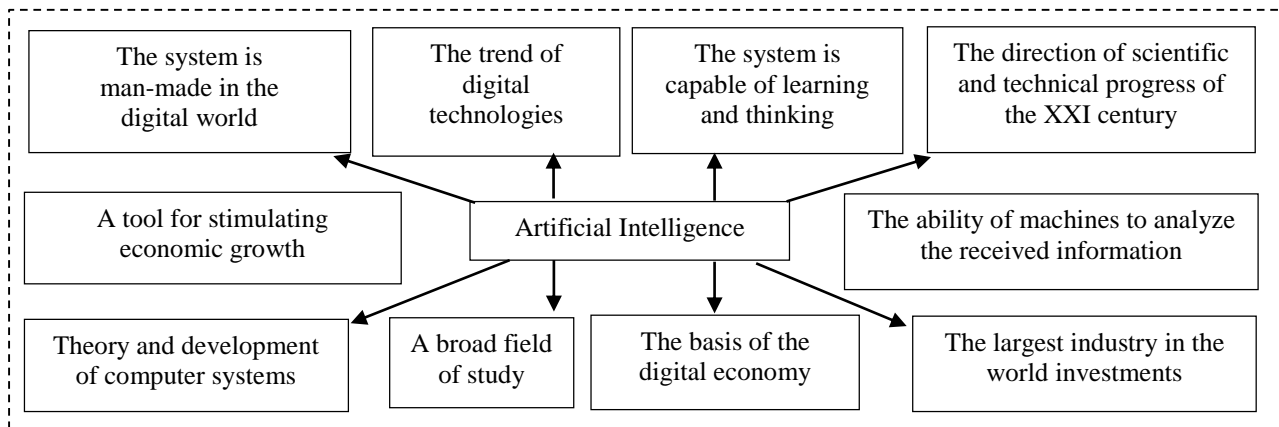 The system is
man-made in the
digital world
The trend of
digital
technologies
The system is
capable of learning
and thinking
The direction of scientific
and technical progress of
the XXI century
A tool for stimulating
economic growth
Artificial Intelligence
The ability of machines to analyze
the received information
Theory and development
of computer systems
A broad field
of study
The basis of the
digital economy
The largest industry in the
world investments